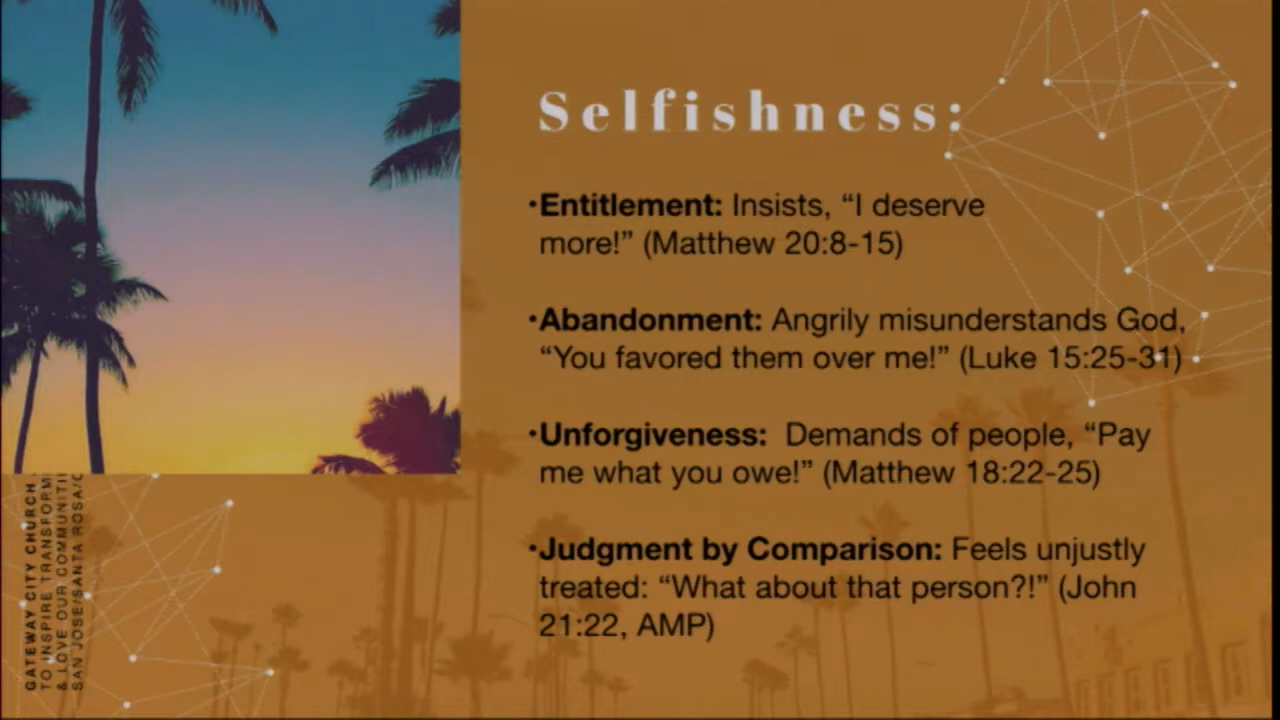 Selfishness:
•Entitlement: Insists, “I deserve
more!” (Matthew 20:8-15)
•Abandonment: Angrily misunderstands God,
“You favored them over me!” (Luke 15:25-31)
•Unforgiveness:  Demands of people, “Pay
me what you owe!” (Matthew 18:22-25)
•Judgment by Comparison: Feels unjustly
treated: “What about that person?!” (John
21:22, AMP)
GATEWAY CITY CHURCH
TO INSPIRE TRANSFORM
& LOVE OUR COMMUNITI
SAN JOSE/SANTA ROSA/